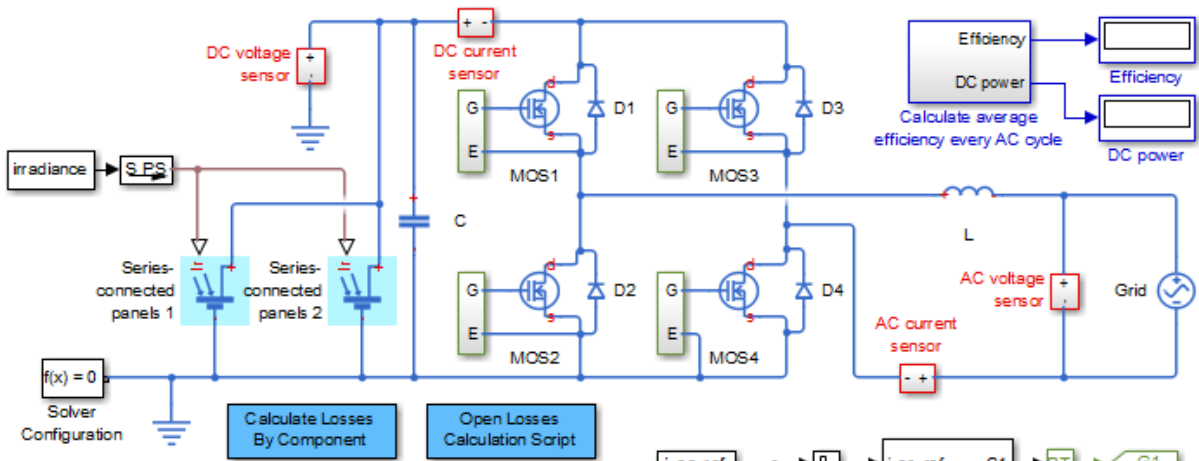 DC voltage
sensor
+
-
+ -
DC current
sensor
G
E
d
s
D1
MOS1
G
E
d
s
D3
MOS3
Efficiency
DC power
Calculate average
efficiency every AC cycle
Efficiency
DC power
irradiance
S PS
+
C
Ir
+
Series-
connected
panels 1
Ir
+
Series-
connected
panels 2
G
E
d
s
D2
MOS2
G
E
d
s
D4
MOS4
+
-
L
AC voltage
sensor
+
-
Grid
AC current
sensor
- +
f(x) = 0
Solver
Configuration
Calculate Losses
By Component
Open Losses
Calculation Script